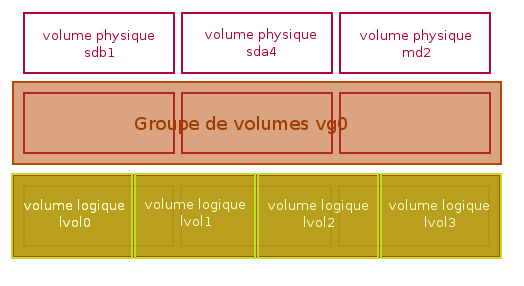 volume physique
sdb1
volume physique
sda4
volume physique
md2
Groupe de volumes vg0
volume logique
lvol0
volume logique
lvol1
volume logique
lvol2
volume logique
lvol3